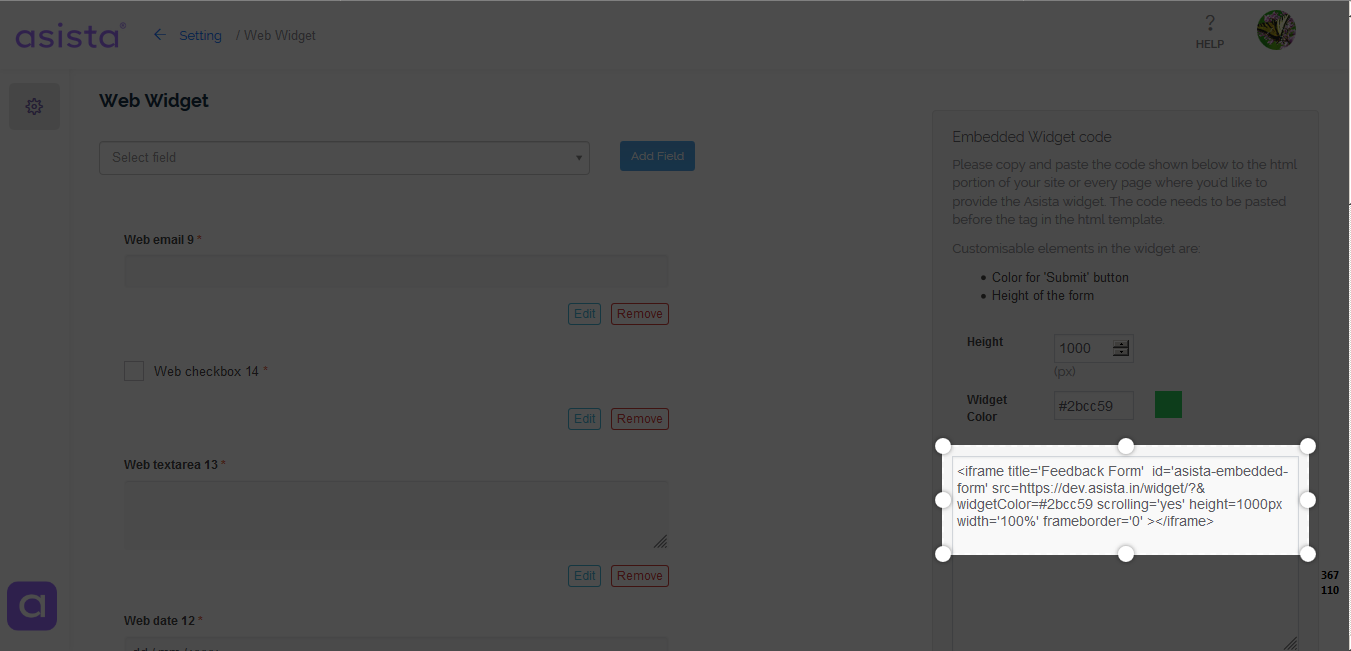 asista®
← Setting / Web Widget
?
HELP
Web Widget
Select field
Add Field
Web email 9 *
Edit Remove
Web checkbox 14 *
Edit Remove
Web textarea 13 *
Edit Remove
Web date 12 *
a
Embedded Widget code
Please copy and paste the code shown below to the html
portion of your site or every page where you'd like to
provide the Asista widget. The code needs to be pasted
before the tag in the html template.
Customisable elements in the widget are:
• Color for 'Submit' button
• Height of the form
Height 1000
(px)
Widget
Color
#2bcc59
<iframe title='Feedback Form'  id='asista-embedded-
form' src=https://dev.asista.in/widget/?&
widgetColor=#2bcc59 scrolling='yes' height=1000px
width='100%' frameborder='0' ></iframe>
367
110